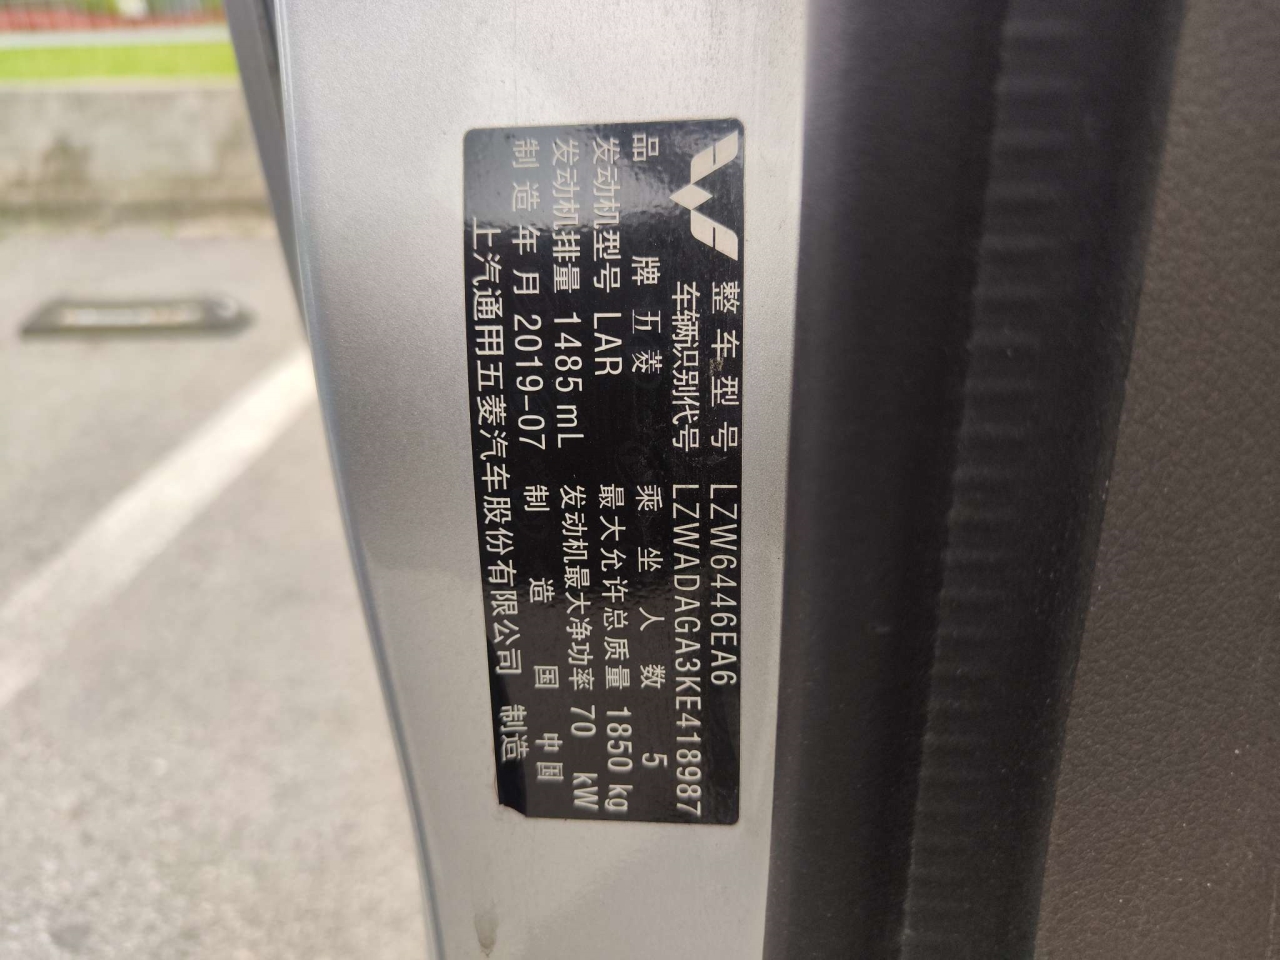 整车型号 LZW6446EA6
车辆识别代号 LZWADAGA3KE418987
品牌 五菱 乘坐人数 5
发动机型号 LAR 最大允许总质量 1850 kg
发动机排量 1485 mL 发动机最大净功率 70 kW
制造年月 2019-07 制造国 中国
上汽通用五菱汽车股份有限公司 制造